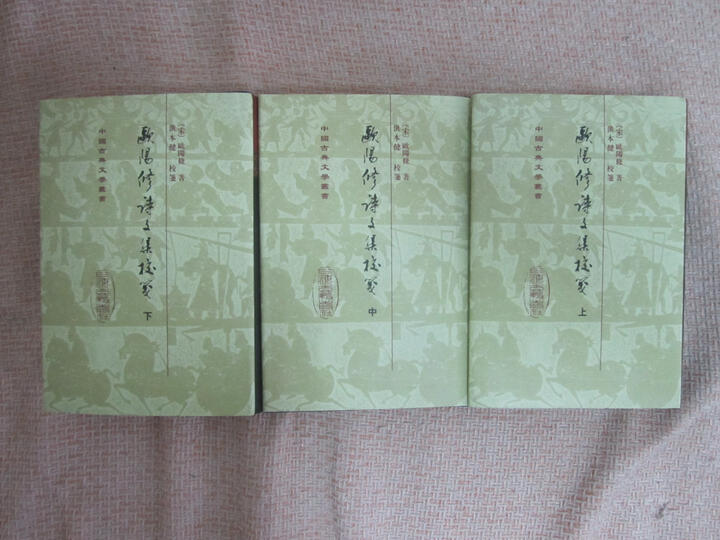 [宋] 歐陽修 著
洪本健 校箋
歐陽修詩文集校箋 上
中國古典文學叢書
[宋] 歐陽修 著
洪本健 校箋
歐陽修詩文集校箋 中
中國古典文學叢書
[宋] 歐陽修 著
洪本健 校箋
歐陽修詩文集校箋 下
中國古典文學叢書